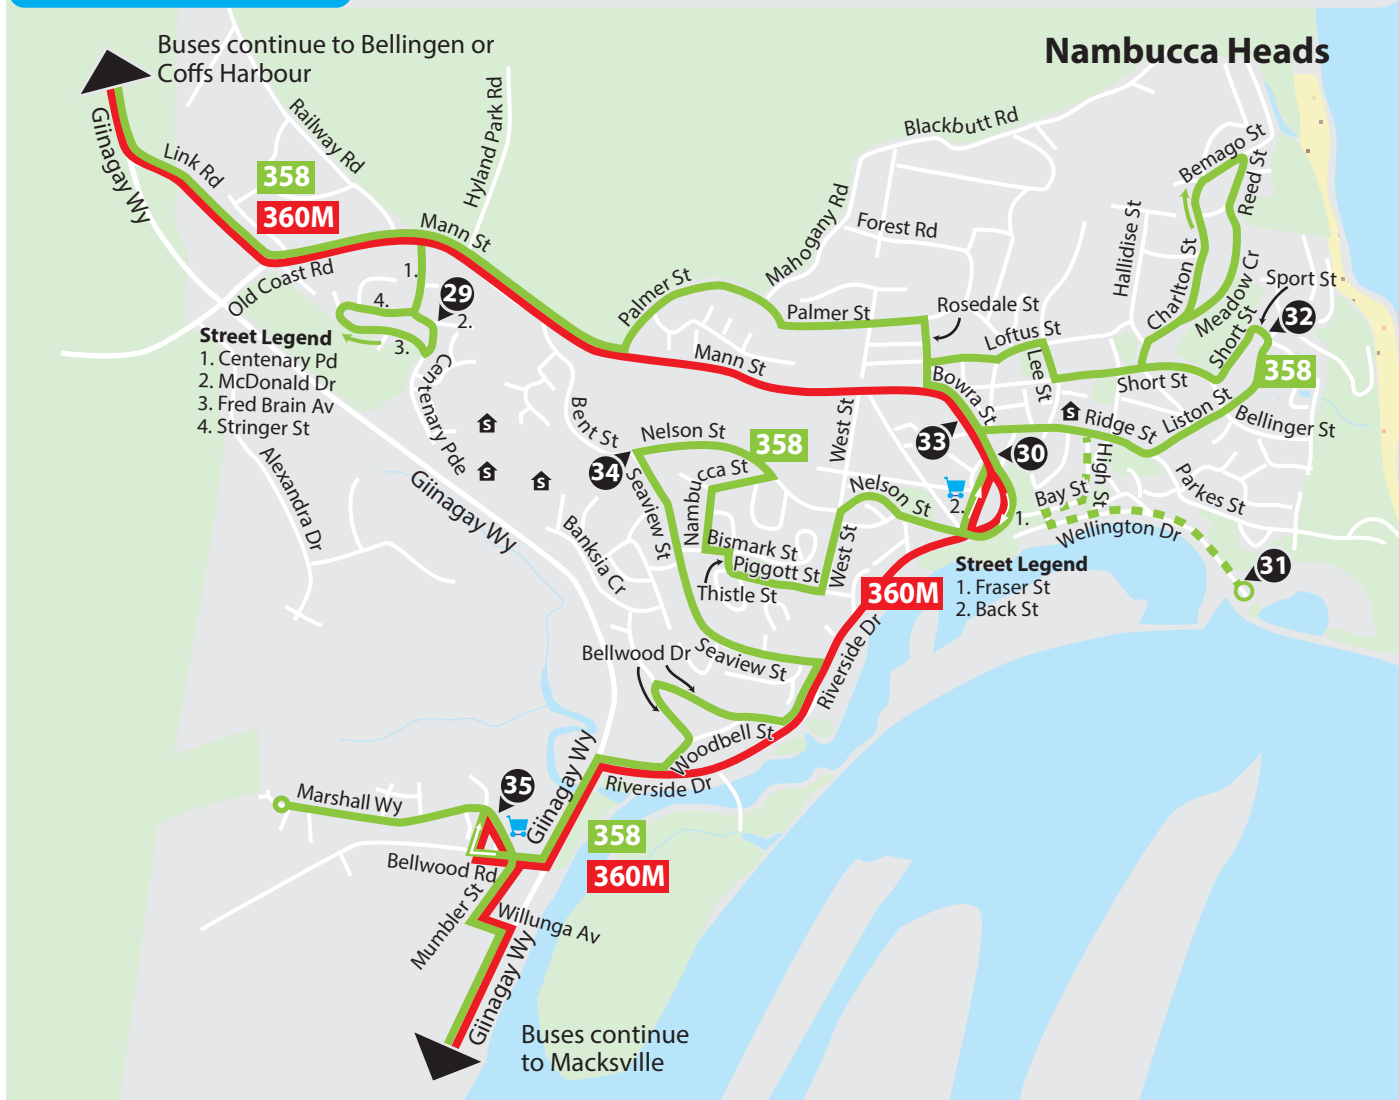 Nambucca Heads
Buses continue to Bellingen or
Coffs Harbour
Giinagay Wy
Link Rd
Railway Rd
Hyland Park Rd
358
360M
Mann St
Old Coast Rd
1.
29
4.
2.
3.
Street Legend
1. Centenary Pd
2. McDonald Dr
3. Fred Brain Av
4. Stringer St
Centenary Pde
Blackbutt Rd
Mahogany Rd
Forest Rd
Palmer St
Palmer St
Rosedale St
Loftus St
Lee St
Hallidise St
Bemago St
Reed St
Charlton St
Meadow Cr
Sport St
32
Short St
Short St
358
Mann St
Bowra St
S
Ridge St
Liston St
Bellinger St
Parkes St
Bent St
Nelson St
358
West St
33
30
34
S
S
S
Nambucca St
Seaview St
Nelson St
2.
1.
Bay St
High St
Wellington Dr
31
Alexandra Dr
Giinagay Wy
Banksia Cr
Bismark St
Piggott St
Thistle St
West St
Street Legend
1. Fraser St
2. Back St
360M
Bellwood Dr
Seaview St
Riverside Dr
Woodbell St
Riverside Dr
Giinagay Wy
35
Marshall Wy
358
360M
Bellwood Rd
Mumbler St
Willunga Av
Giinagay Wy
Buses continue
to Macksville